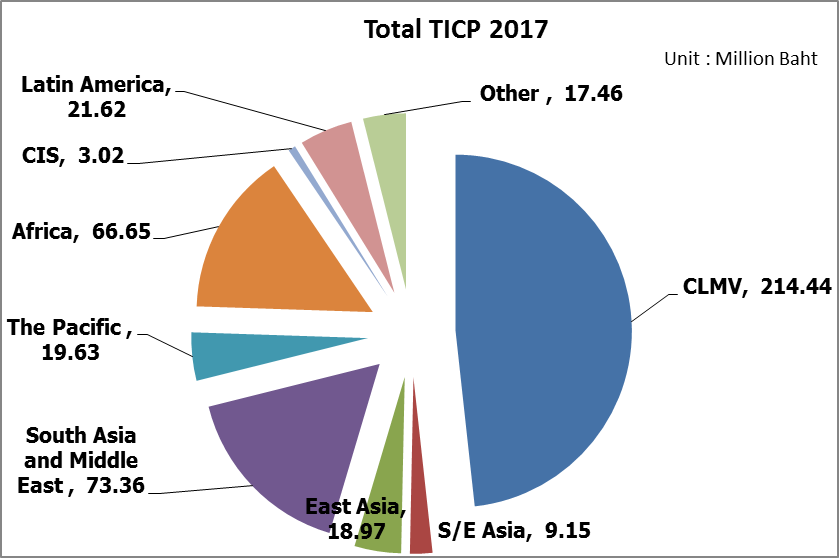 Total TICP 2017
Unit : Million Baht
Latin America,
21.62
Other , 17.46
CIS, 3.02
Africa, 66.65
CLMV, 214.44
The Pacific ,
19.63
South Asia
and Middle
East , 73.36
East Asia,
18.97
S/E Asia, 9.15